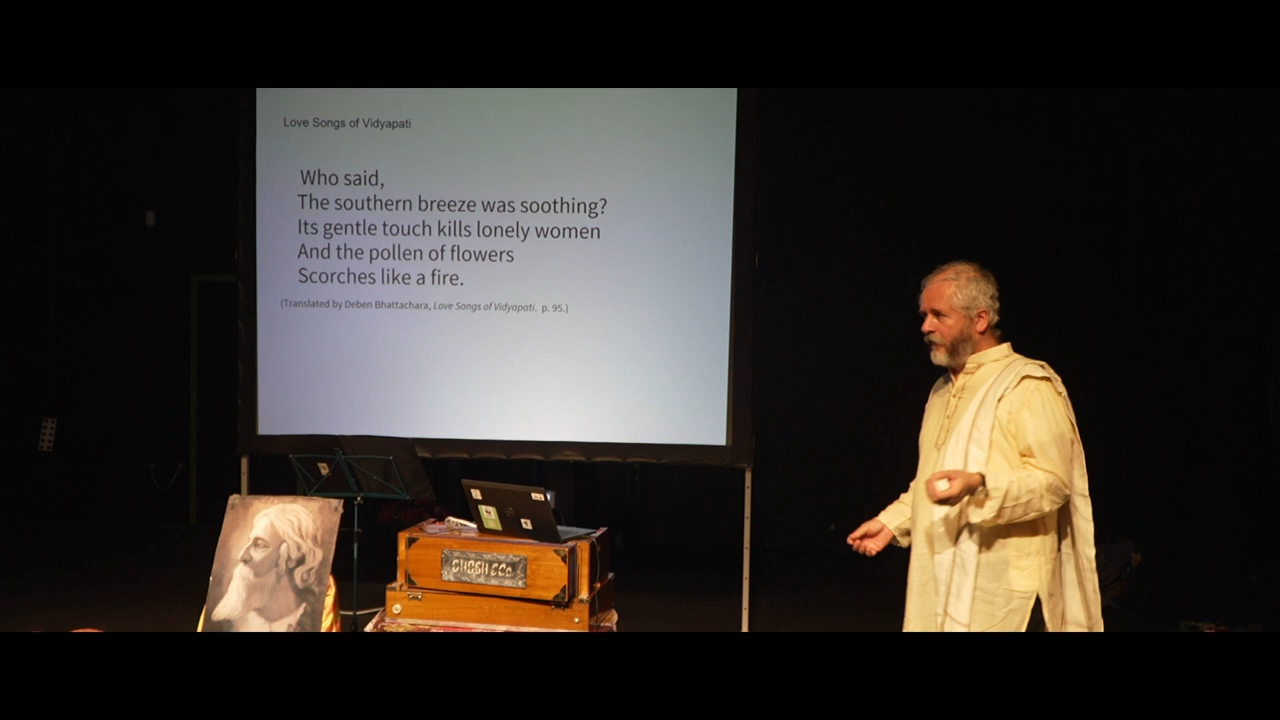 Love Songs of Vidyapati
Who said,
The southern breeze was soothing?
Its gentle touch kills lonely women
And the pollen of flowers
Scorches like a fire.
(Translated by Deben Bhattachara, Love Songs of Vidyapati. p. 95.)